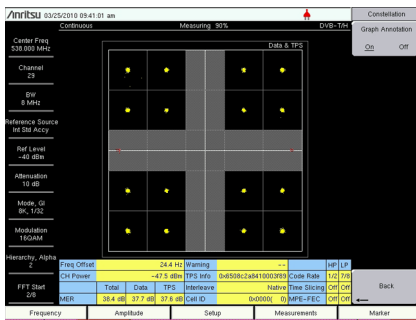 Anritsu 03/25/2010 09:41:01 am
Constellation
Continuous Measuring 90% DVB-T/H
Graph Annotation
On Off
Data & TPS
Center Freq
538.000 MHz
Channel
29
BW
8 MHz
Reference Source
Int Std Accy
Ref Level
-40 dBm
Attenuation
10 dB
Mode, GI
8K, 1/32
Modulation
16QAM
Hierarchy, Alpha
2
FFT Start
2/8
Freq Offset 24.4 Hz Warning -- HP LP
CH Power -47.5 dBm TPS Info 0x6508c2a8410003f89 Code Rate 1/2 7/8
Total Data TPS Interleave Native Time Slicing Off Off
MER 38.4 dB 37.7 dB 37.6 dB Cell ID 0x0000( 0) MPE-FEC Off Off
Back
Frequency Amplitude Setup Measurements Marker